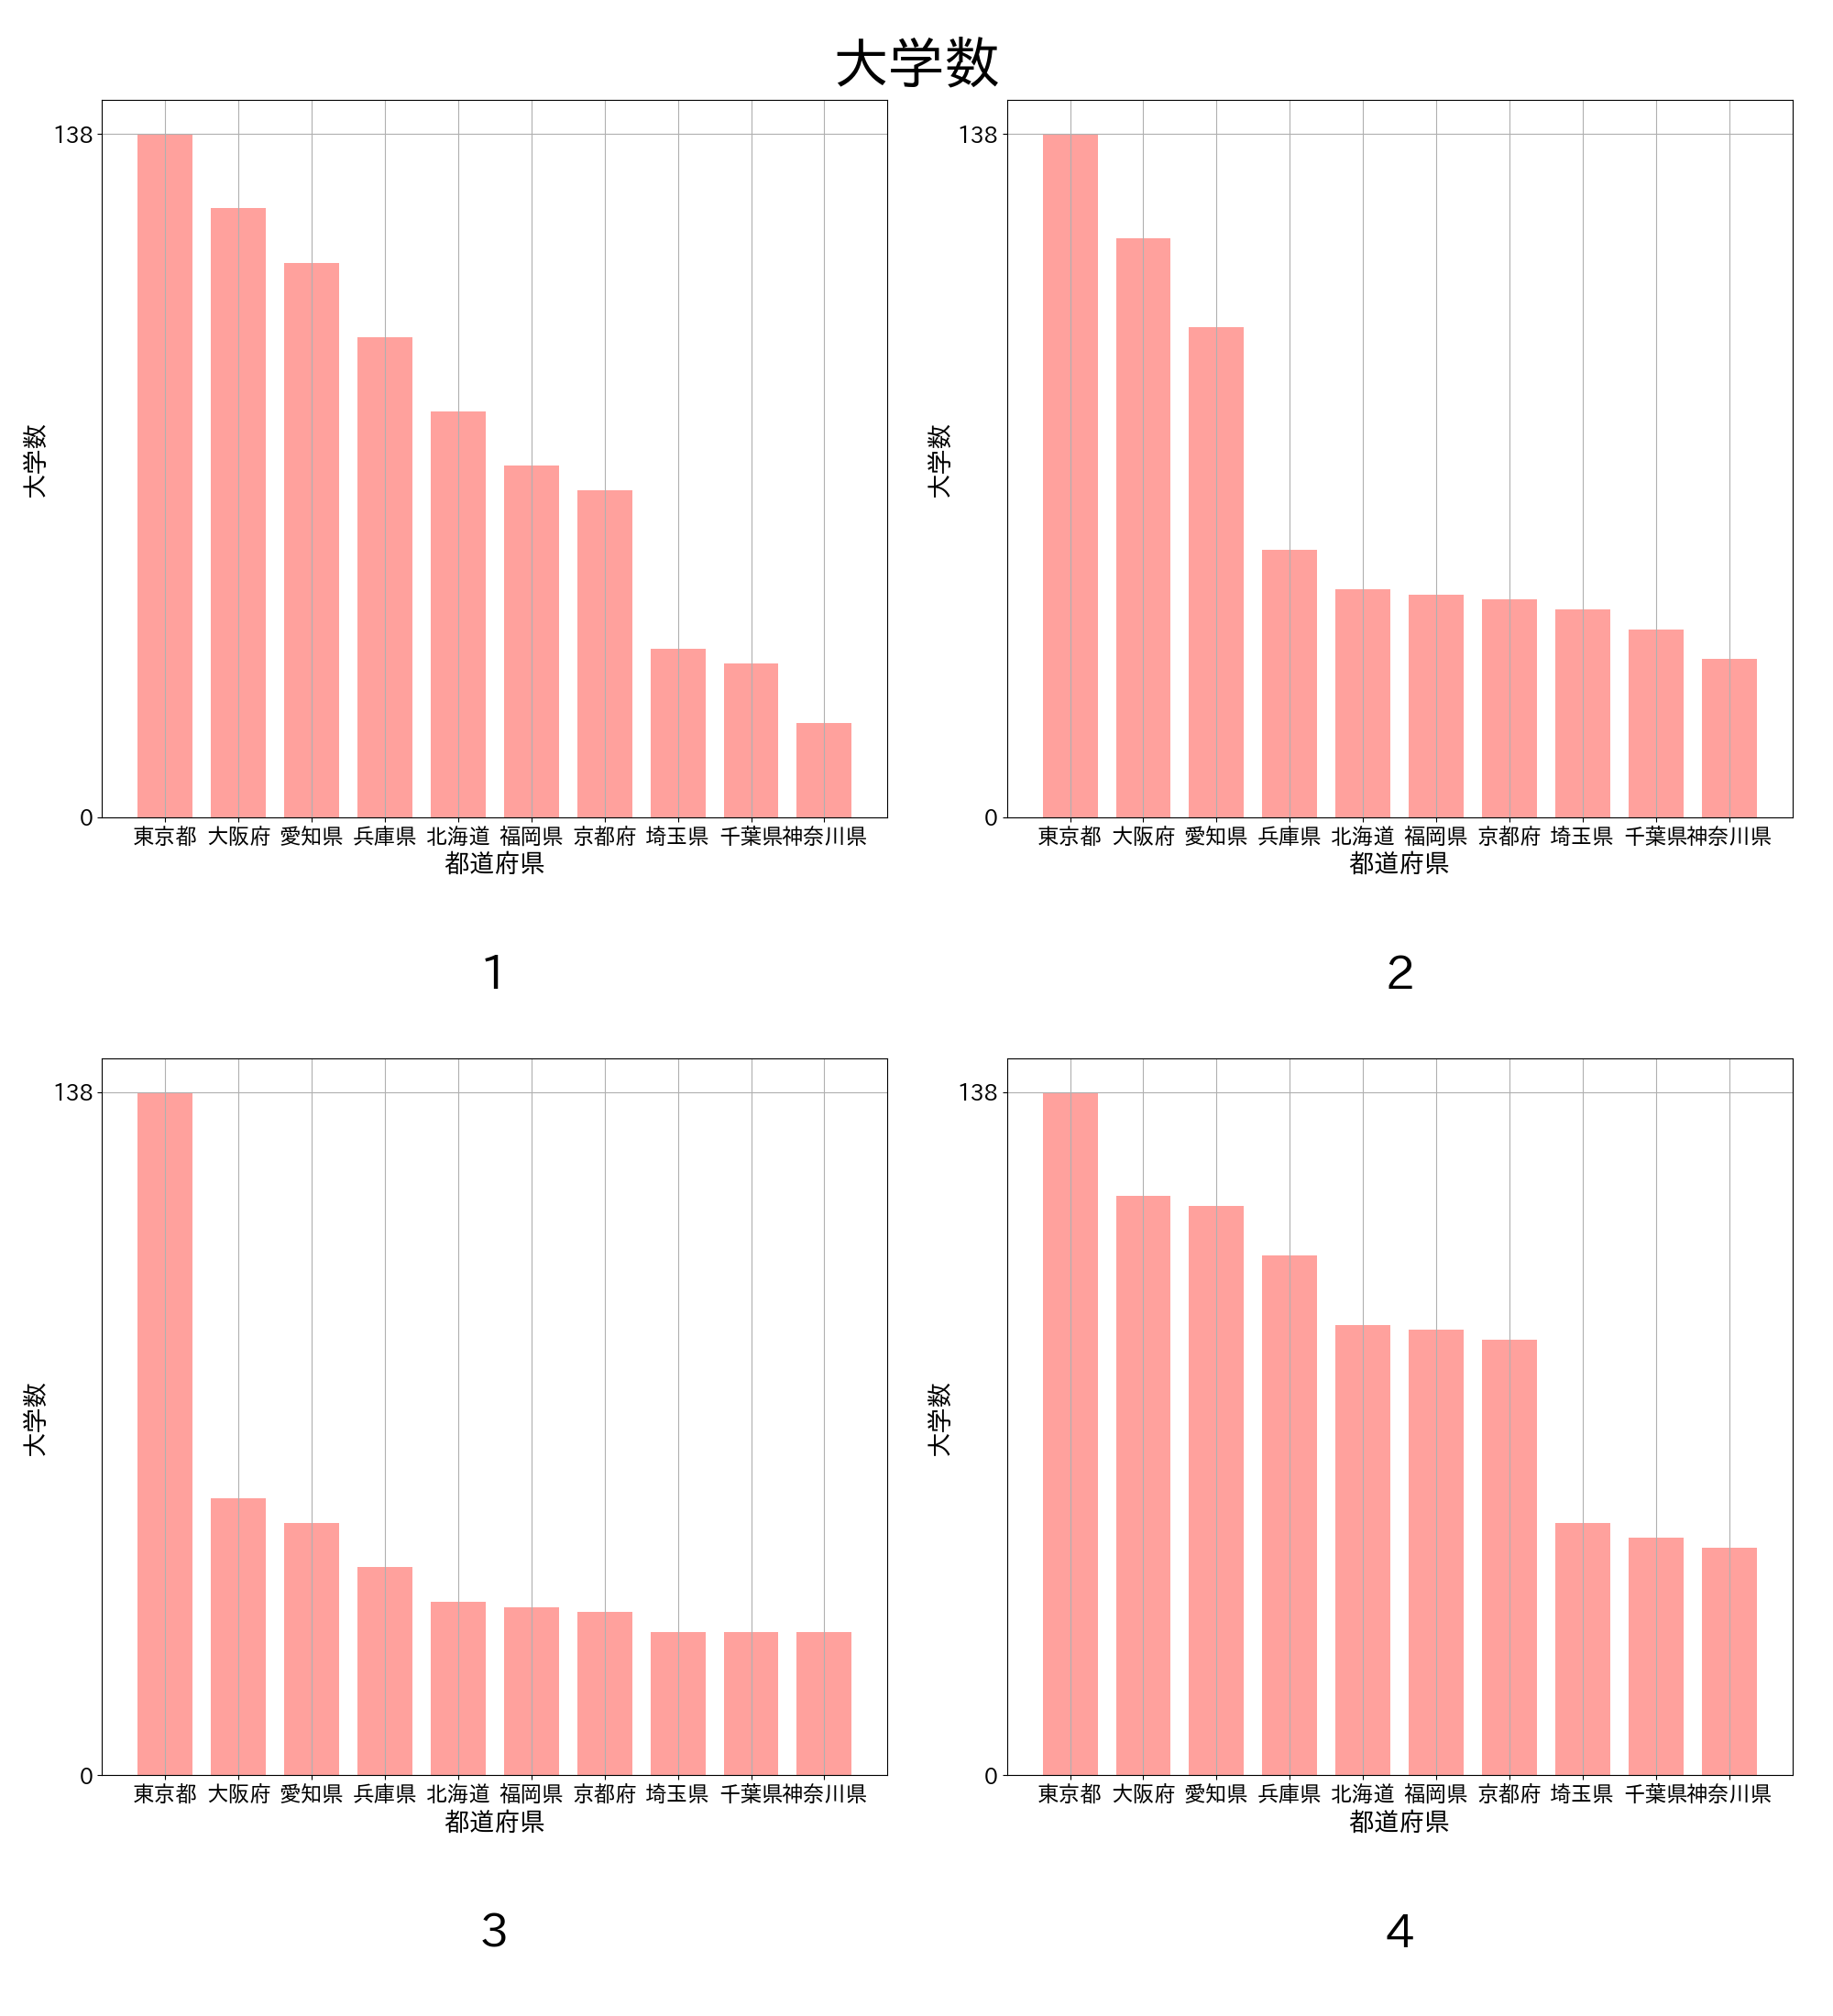 大学数
138
0
大学数
東京都 大阪府 愛知県 兵庫県 北海道 福岡県 京都府 埼玉県 千葉県 神奈川県
都道府県
1
138
0
大学数
東京都 大阪府 愛知県 兵庫県 北海道 福岡県 京都府 埼玉県 千葉県 神奈川県
都道府県
2
138
0
大学数
東京都 大阪府 愛知県 兵庫県 北海道 福岡県 京都府 埼玉県 千葉県 神奈川県
都道府県
3
138
0
大学数
東京都 大阪府 愛知県 兵庫県 北海道 福岡県 京都府 埼玉県 千葉県 神奈川県
都道府県
4